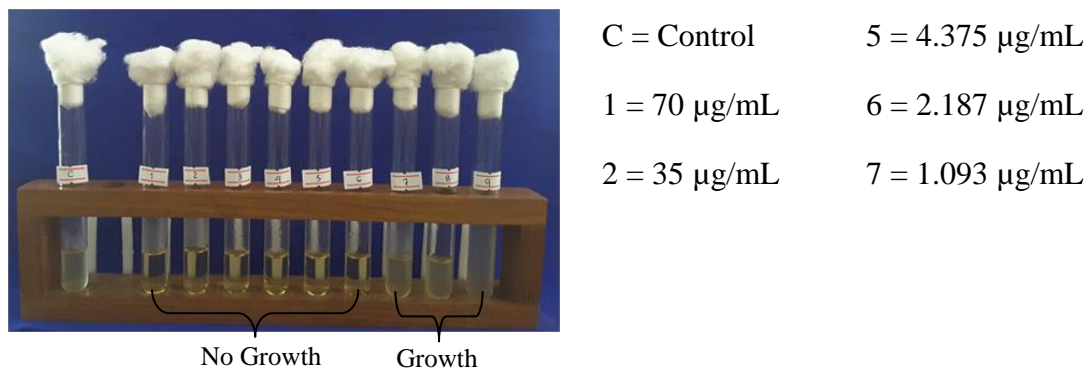 C = Control
5 = 4.375 µg/mL
1 = 70 µg/mL
6 = 2.187 µg/mL
2 = 35 µg/mL
7 = 1.093 µg/mL
C
1
2
3
4
5
6
7
8
9
No Growth
Growth